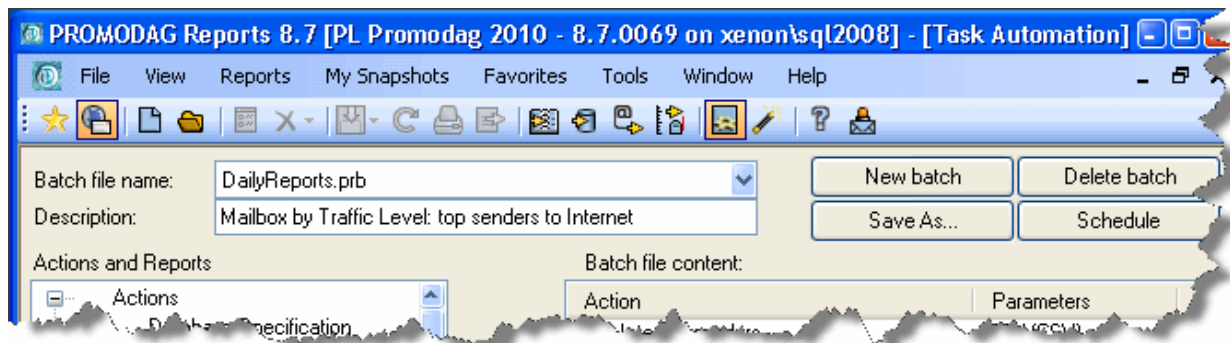 PROMODAG Reports 8.7 [PL Promodag 2010 - 8.7.0069 on xenon\sql2008] - [Task Automation]
File View Reports My Snapshots Favorites Tools Window Help
Batch file name: DailyReports.prb New batch Delete batch
Description: Mailbox by Traffic Level: top senders to Internet Save As... Schedule
Actions and Reports Batch file content:
Actions Action Parameters
Specification